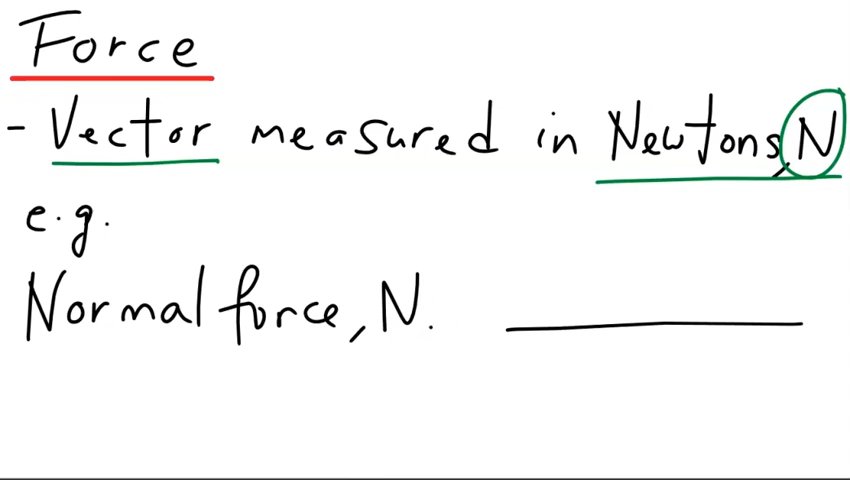 Force
- Vector measured in Newtons, N
e.g.
Normal force, N.